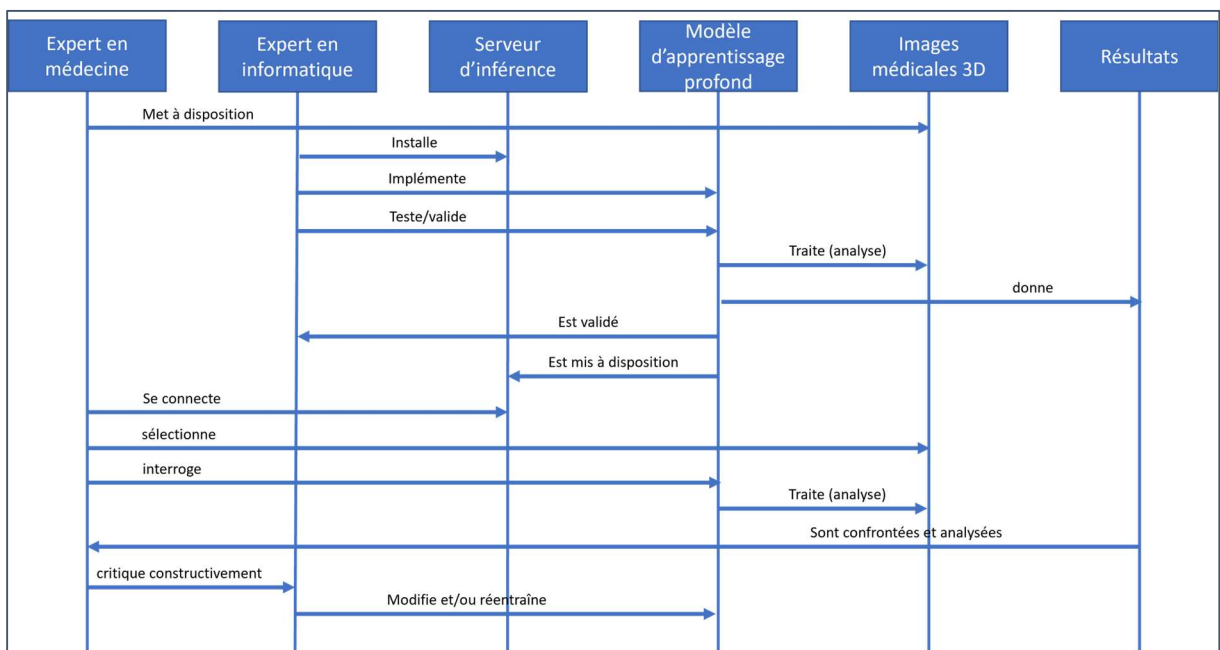 Expert en
médecine
Expert en
informatique
Serveur
d’inférence
Modèle
d’apprentissage
profond
Images
médicales 3D
Résultats
Met à disposition
Installe
Implémente
Teste/valide
Traite (analyse)
donne
Est validé
Est mis à disposition
Se connecte
sélectionne
interroge
Traite (analyse)
Sont confrontées et analysées
critique constructivement
Modifie et/ou réentraîne